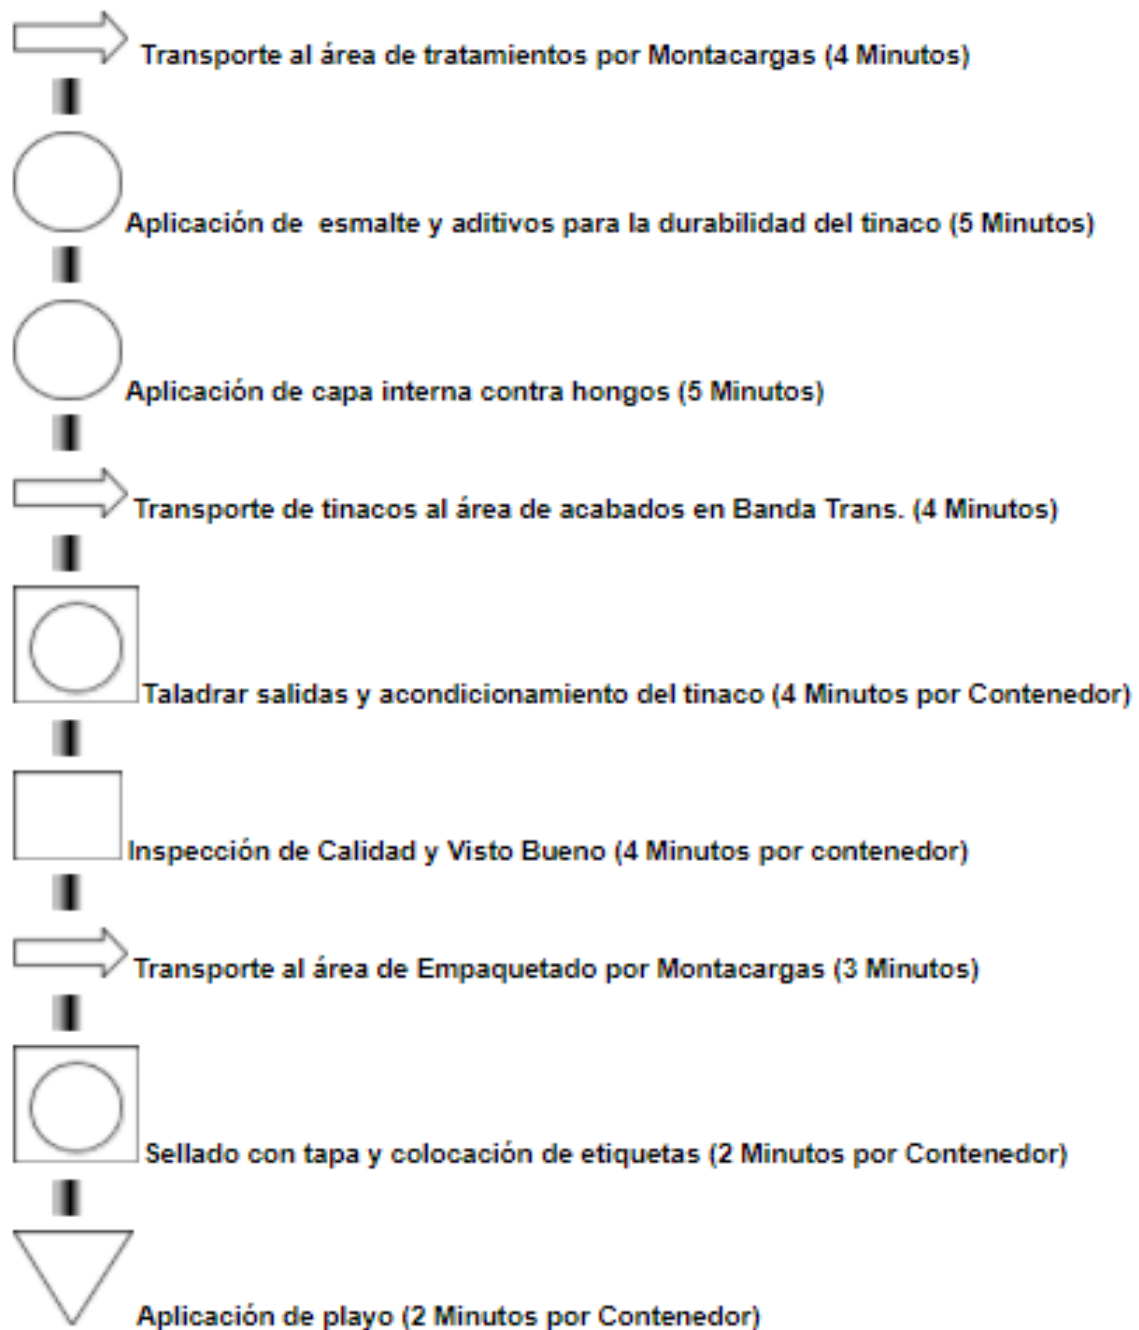 Transporte al área de tratamientos por Montacargas (4 Minutos)
Aplicación de esmalte y aditivos para la durabilidad del tinaco (5 Minutos)
Aplicación de capa interna contra hongos (5 Minutos)
Transporte de tinacos al área de acabados en Banda Trans. (4 Minutos)
Taladrar salidas y acondicionamiento del tinaco (4 Minutos por Contenedor)
Inspección de Calidad y Visto Bueno (4 Minutos por contenedor)
Transporte al área de Empaquetado por Montacargas (3 Minutos)
Sellado con tapa y colocación de etiquetas (2 Minutos por Contenedor)
Aplicación de playo (2 Minutos por Contenedor)